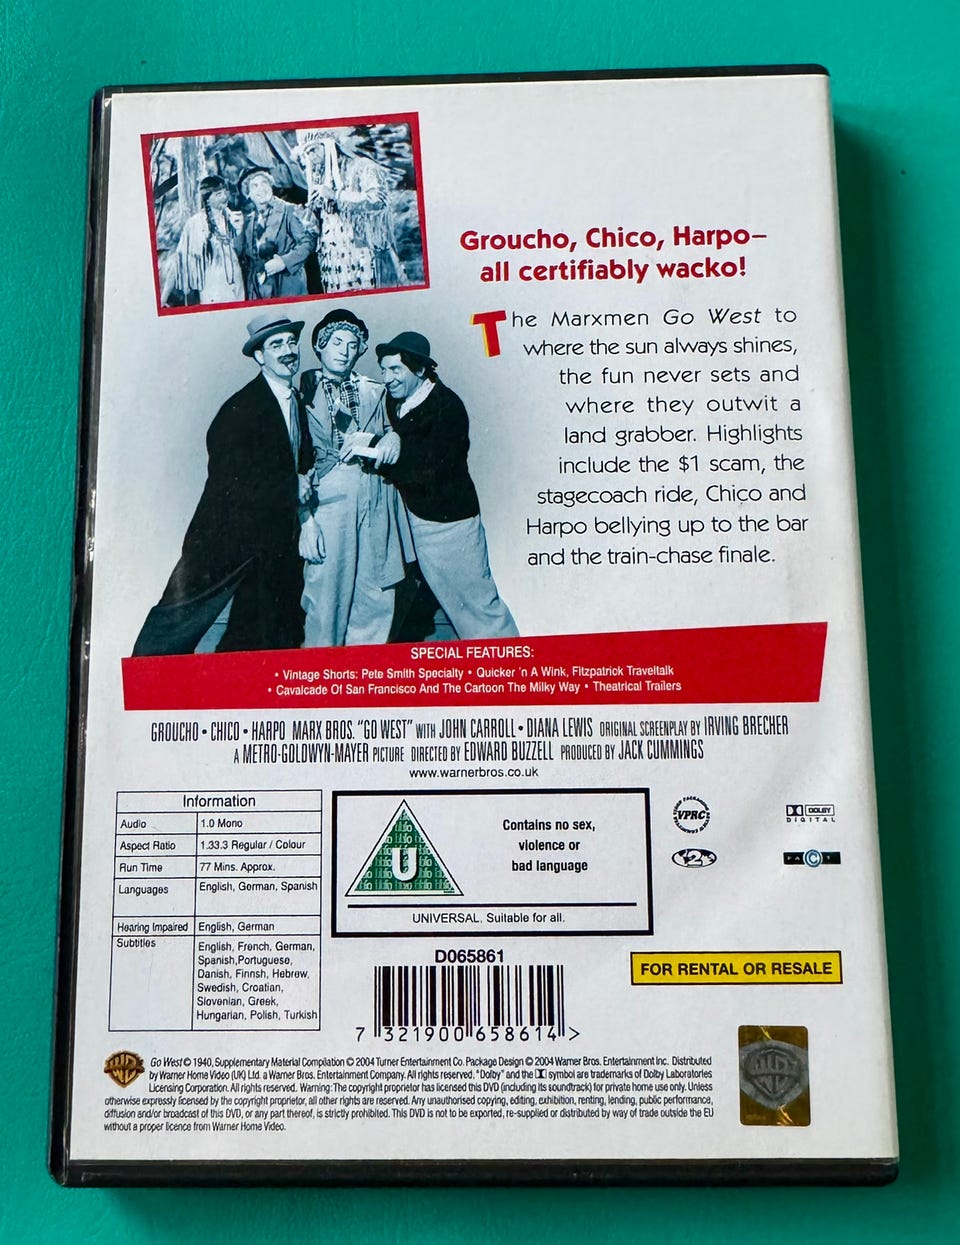 Groucho, Chico, Harpo–
all certifiably wacko!
The Marxmen Go West to
where the sun always shines,
the fun never sets and
where they outwit a
land grabber. Highlights
include the $1 scam, the
stagecoach ride, Chico and
Harpo bellying up to the bar
and the train-chase finale.
SPECIAL FEATURES:
• Vintage Shorts: Pete Smith Specialty • Quicker 'n A Wink, Fitzpatrick Traveltalk
• Cavalcade Of San Francisco And The Cartoon The Milky Way • Theatrical Trailers
GROUCHO • CHICO • HARPO MARX BROS. "GO WEST" WITH JOHN CARROLL • DIANA LEWIS ORIGINAL SCREENPLAY BY IRVING BRECHER
A METRO-GOLDWYN-MAYER PICTURE DIRECTED BY EDWARD BUZZELL PRODUCED BY JACK CUMMINGS
www.warnerbros.co.uk
Information
Audio 1.0 Mono
Aspect Ratio 1.33.3 Regular / Colour
Run Time 77 Mins. Approx.
Languages English, German, Spanish
Hearing Impaired English, German
Subtitles English, French, German,
Spanish,Portuguese,
Danish, Finnsh, Hebrew,
Swedish, Croatian,
Slovenian, Greek,
Hungarian, Polish, Turkish
U
Contains no sex,
violence or
bad language
UNIVERSAL. Suitable for all.
VPRC
DOLBY
DIGITAL
2
FACT
D065861
7 321900 658614 >
FOR RENTAL OR RESALE
WB
Go West © 1940, Supplementary Material Compilation © 2004 Turner Entertainment Co. Package Design © 2004 Warner Bros. Entertainment Inc. Distributed
by Warner Home Video (UK) Ltd a Warner Bros. Entertainment Company. All rights reserved. "Dolby" and the symbol are trademarks of Dolby Laboratories
Licensing Corporation. All rights reserved. Warning: The copyright proprietor has licensed this DVD (including its soundtrack) for private home use only. Unless
otherwise expressly licensed by the copyright proprietor, all other rights are reserved. Any unauthorised copying, editing, exhibition, renting, lending, public performance,
diffusion and/or broadcast of this DVD, or any part thereof, is strictly prohibited. This DVD is not to be exported, re-supplied or distributed by way of trade outside the EU
without a proper licence from Warner Home Video.